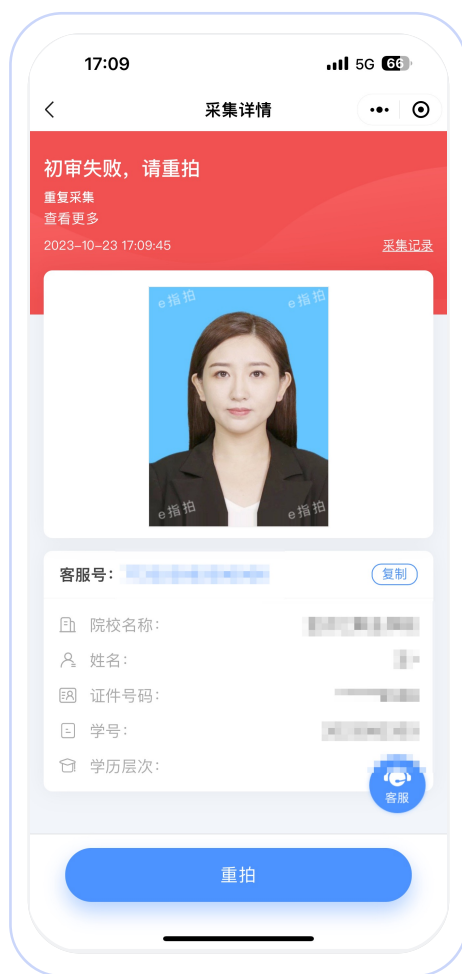 17:09
5G 66
采集详情
初审失败，请重拍
重复采集
查看更多
2023-10-23 17:09:45
采集记录
e指拍
e指拍
e指拍
e指拍
客服号：
复制
院校名称：
姓名：
证件号码：
学号：
学历层次：
客服
重拍